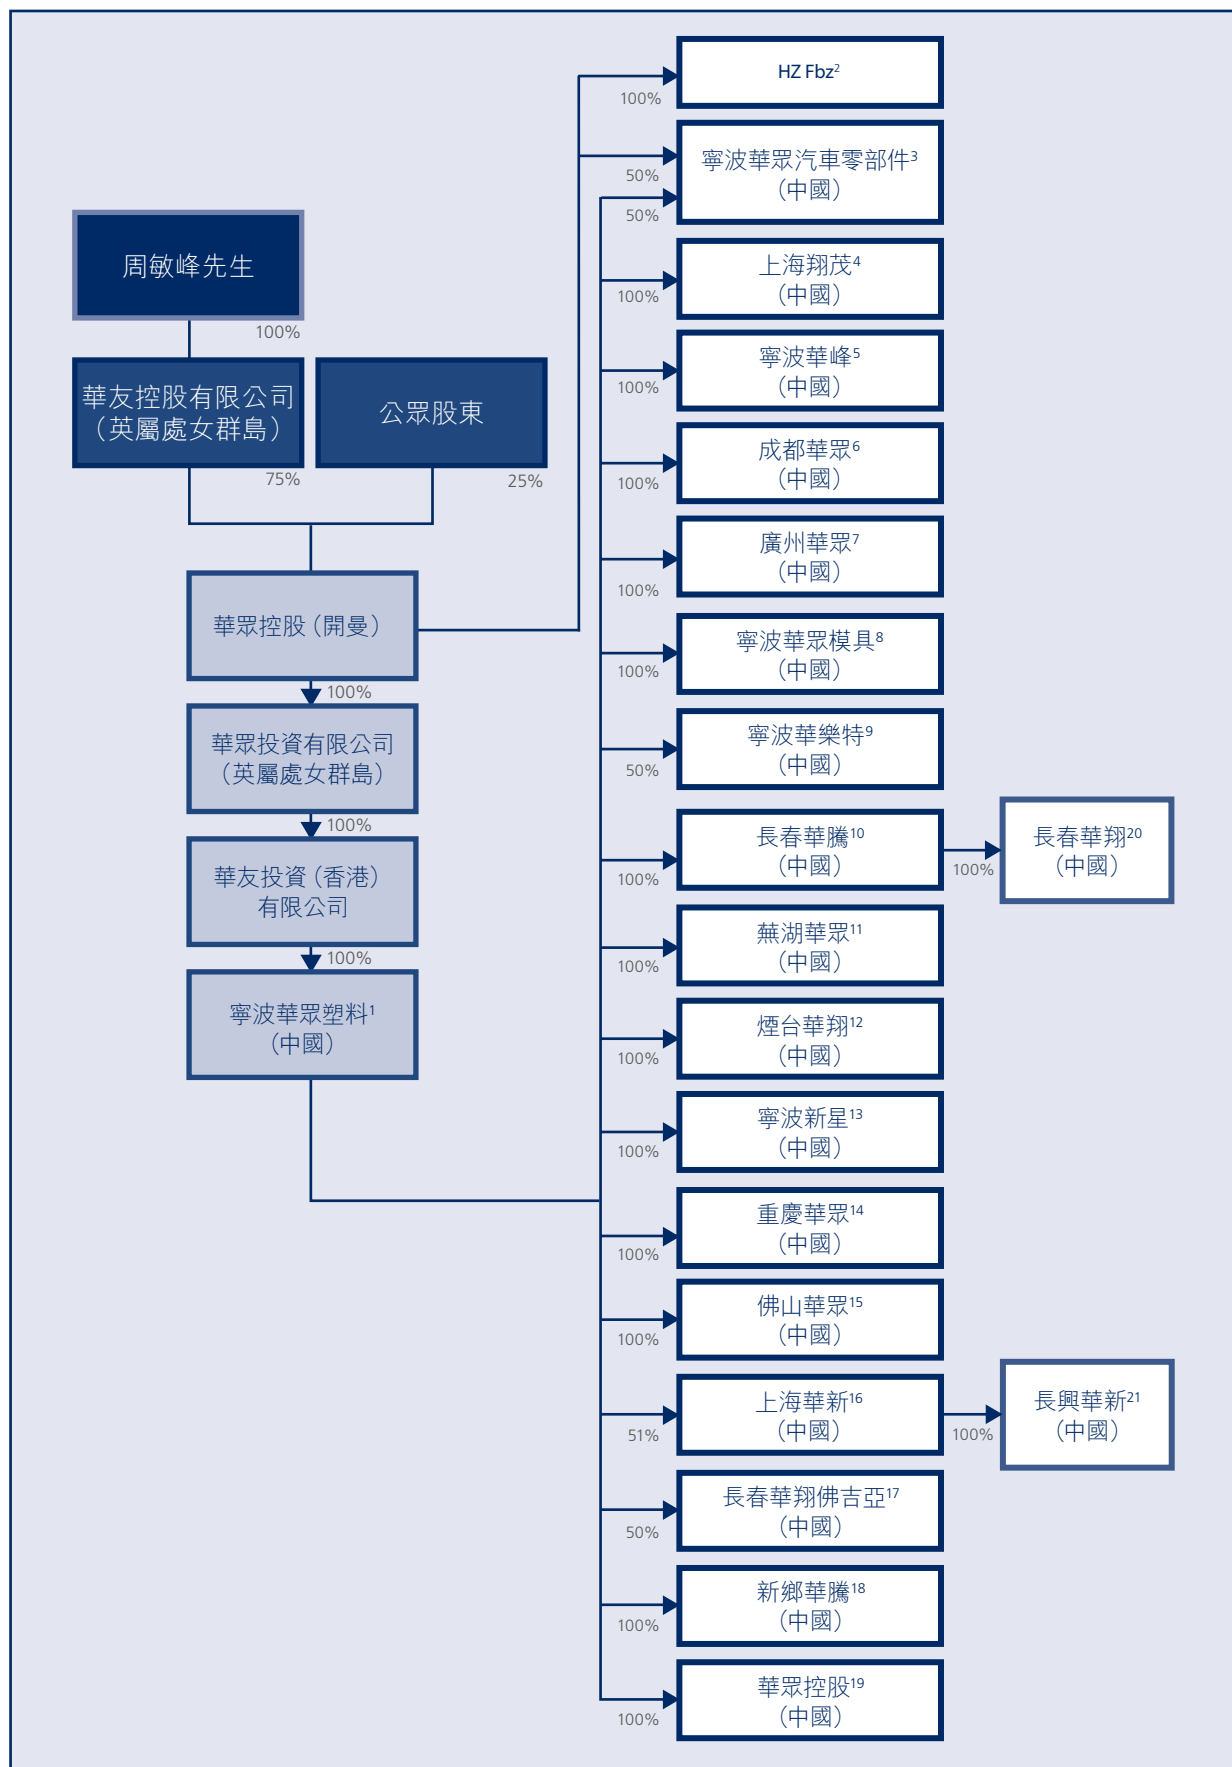 HZ Fbz2
100%
寧波華眾汽車零部件3
（中國）
50%
50%
周敏峰先生
100%
上海翔茂4
（中國）
100%
華友控股有限公司
（英屬處女群島）
75%
公眾股東
25%
寧波華峰5
（中國）
100%
成都華眾6
（中國）
100%
廣州華眾7
（中國）
100%
華眾控股（開曼）
100%
寧波華眾模具8
（中國）
100%
華眾投資有限公司
（英屬處女群島）
100%
寧波華樂特9
（中國）
50%
華友投資（香港）
有限公司
100%
長春華騰10
（中國）
100%
長春華翔20
（中國）
100%
蕪湖華眾11
（中國）
100%
寧波華眾塑料1
（中國）
煙台華翔12
（中國）
100%
寧波新星13
（中國）
100%
重慶華眾14
（中國）
100%
佛山華眾15
（中國）
100%
上海華新16
（中國）
51%
長興華新21
（中國）
100%
長春華翔佛吉亞17
（中國）
50%
新鄉華騰18
（中國）
100%
華眾控股19
（中國）
100%